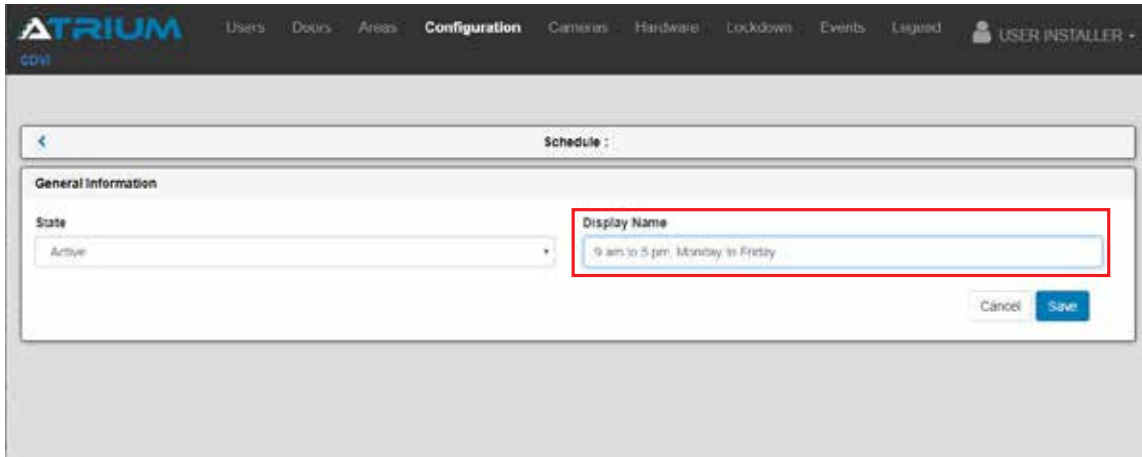 ATRIUM Users Doors Areas Configuration Cameras Hardware Lockdown Events Legend USER INSTALLER
CDVI
Schedule :
General Information
State Display Name
Active 9 am to 5 pm, Monday to Friday
Cancel Save